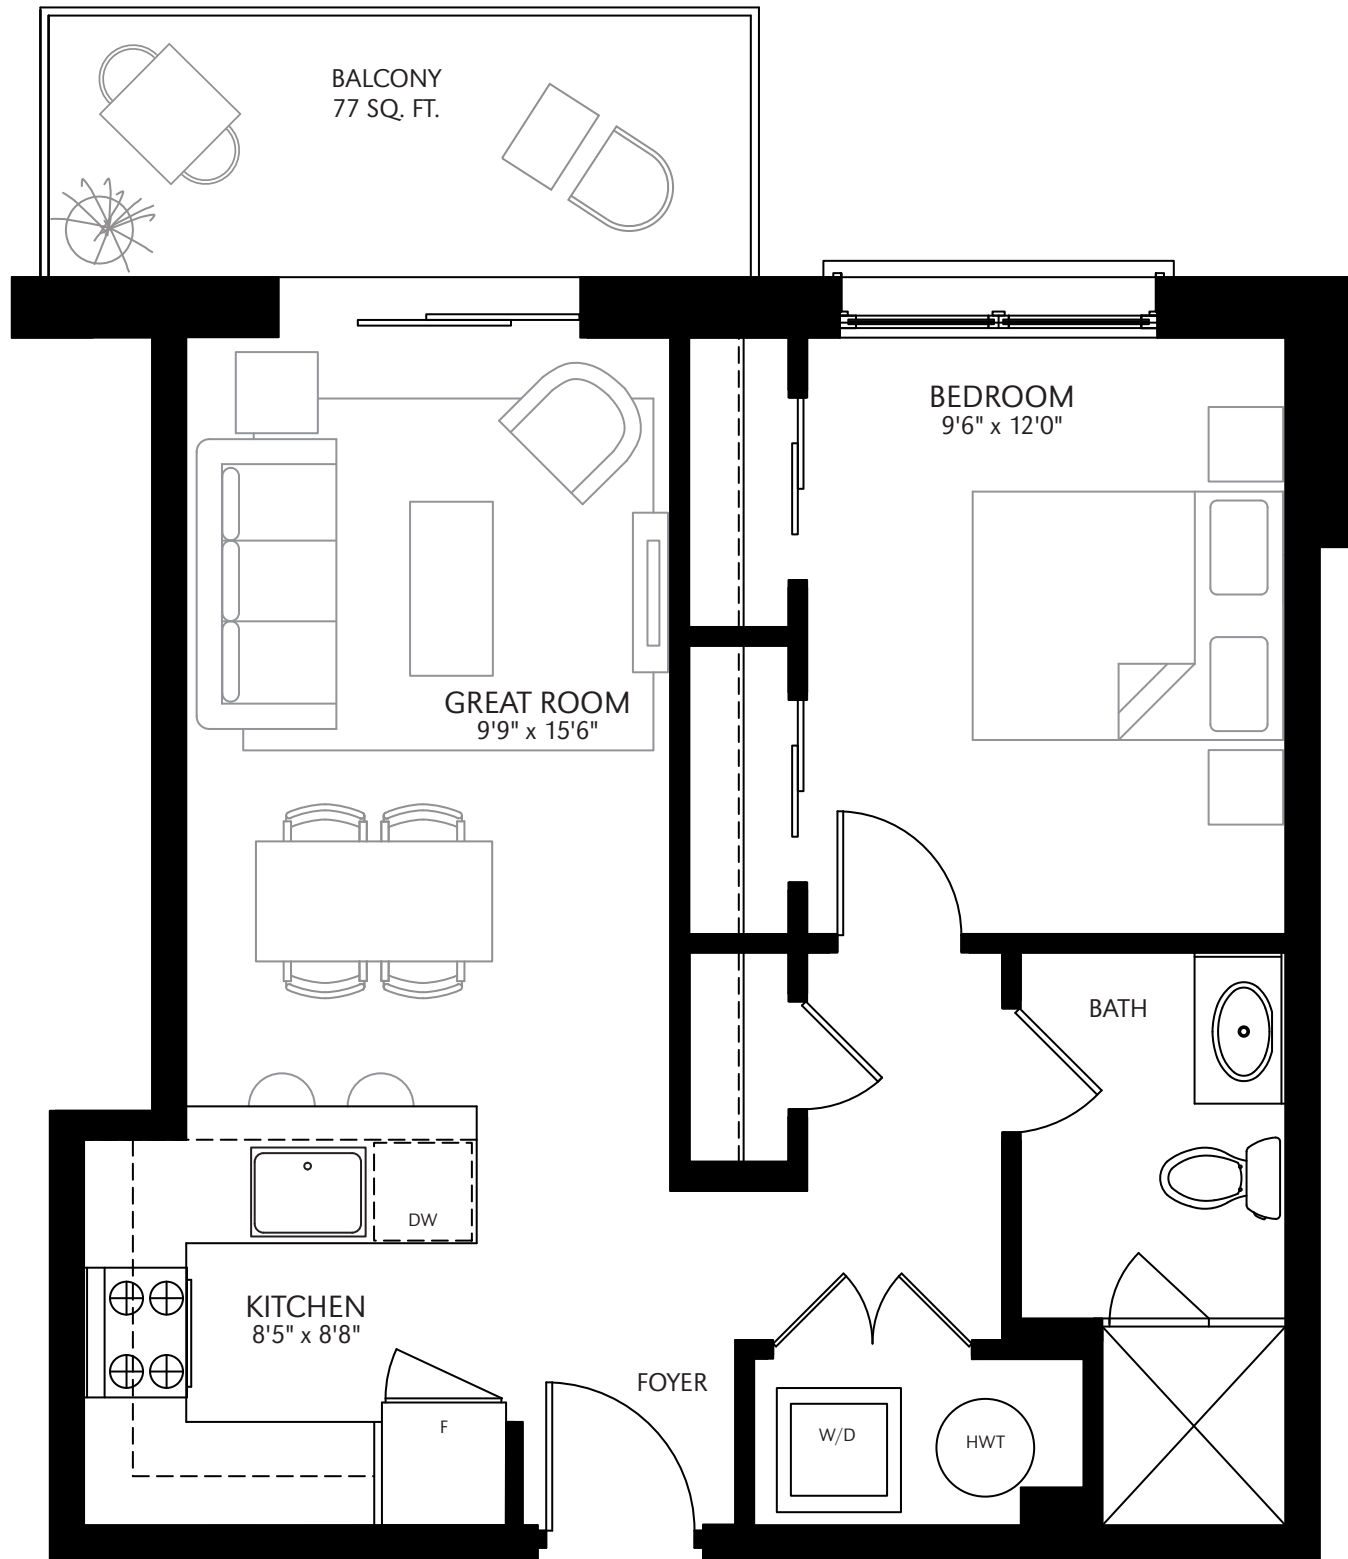 BALCONY
77 SQ. FT.
BEDROOM
9'6" x 12'0"
GREAT ROOM
9'9" x 15'6"
BATH
DW
KITCHEN
8'5" x 8'8"
FOYER
F
W/D
HWT